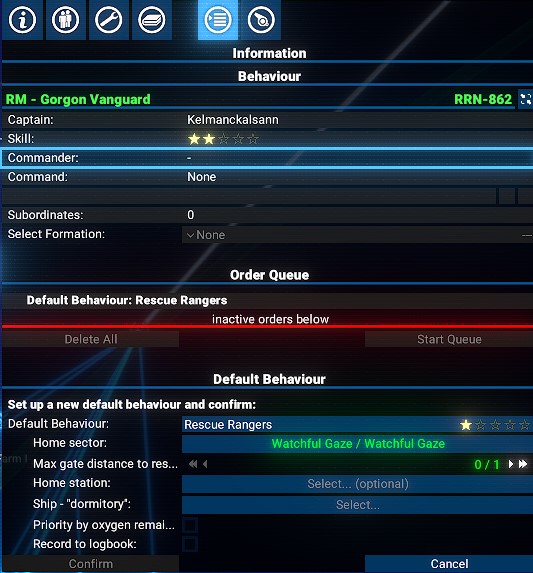 Information
Behaviour
RM - Gorgon Vanguard RRN-862
Captain: Kelmanckalsann
Skill:
Commander: -
Command: None
Subordinates: 0
Select Formation: None
Order Queue
Default Behaviour: Rescue Rangers
inactive orders below
Delete All Start Queue
Default Behaviour
Set up a new default behaviour and confirm:
Default Behaviour: Rescue Rangers
Home sector: Watchful Gaze / Watchful Gaze
Max gate distance to res... 0 / 1
Home station: Select... (optional)
Ship - "dormitory": Select...
Priority by oxygen remai...
Record to logbook:
Confirm Cancel